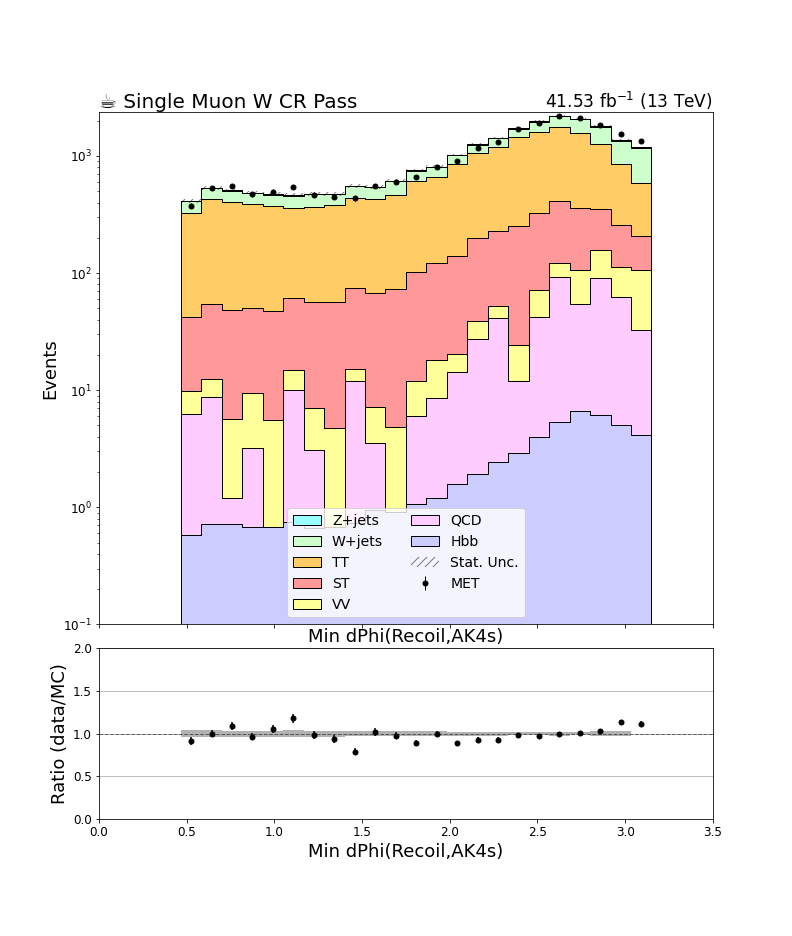 ☕ Single Muon W CR Pass
41.53 fb⁻¹ (13 TeV)
Events
10³
10²
10¹
10⁰
10⁻¹
Z+jets
W+jets
TT
ST
VV
QCD
Hbb
Stat. Unc.
MET
Min dPhi(Recoil,AK4s)
Ratio (data/MC)
2.0
1.5
1.0
0.5
0.0
0.0 0.5 1.0 1.5 2.0 2.5 3.0 3.5
Min dPhi(Recoil,AK4s)